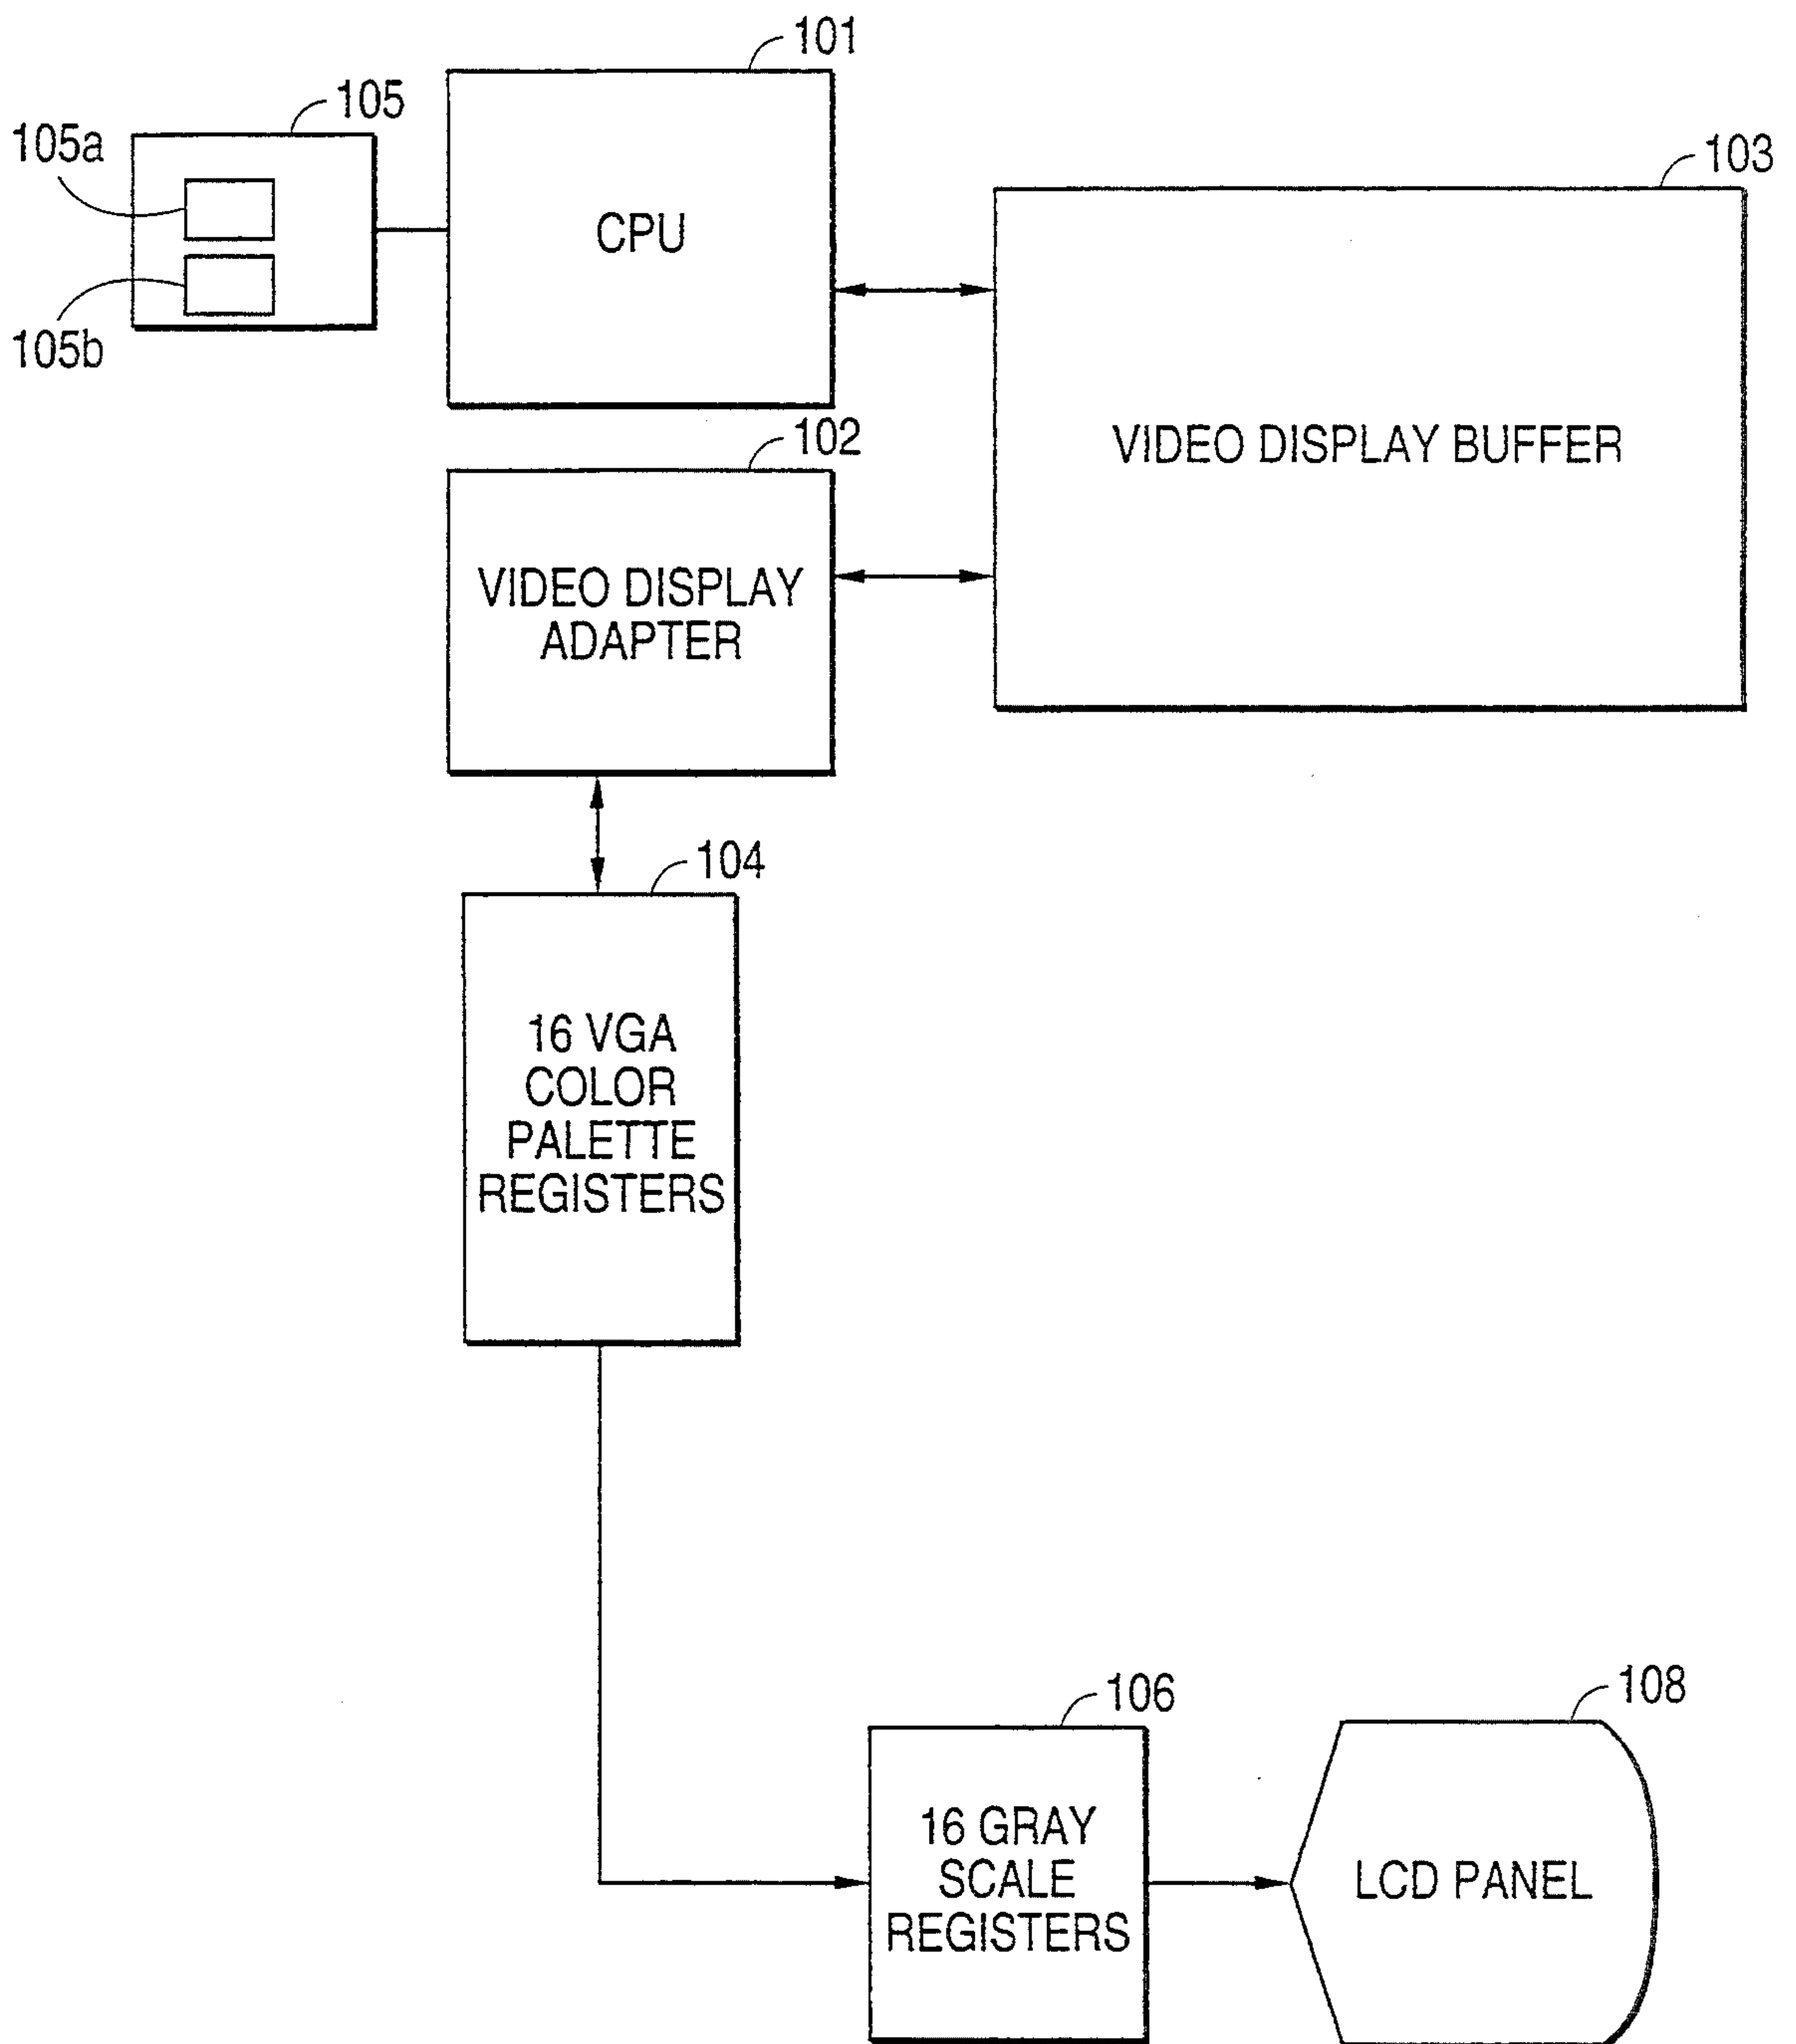 101
105
105a
103
CPU
105b
102
VIDEO DISPLAY BUFFER
VIDEO DISPLAY
ADAPTER
104
16 VGA
COLOR
PALETTE
REGISTERS
106
108
16 GRAY
SCALE
REGISTERS
LCD PANEL